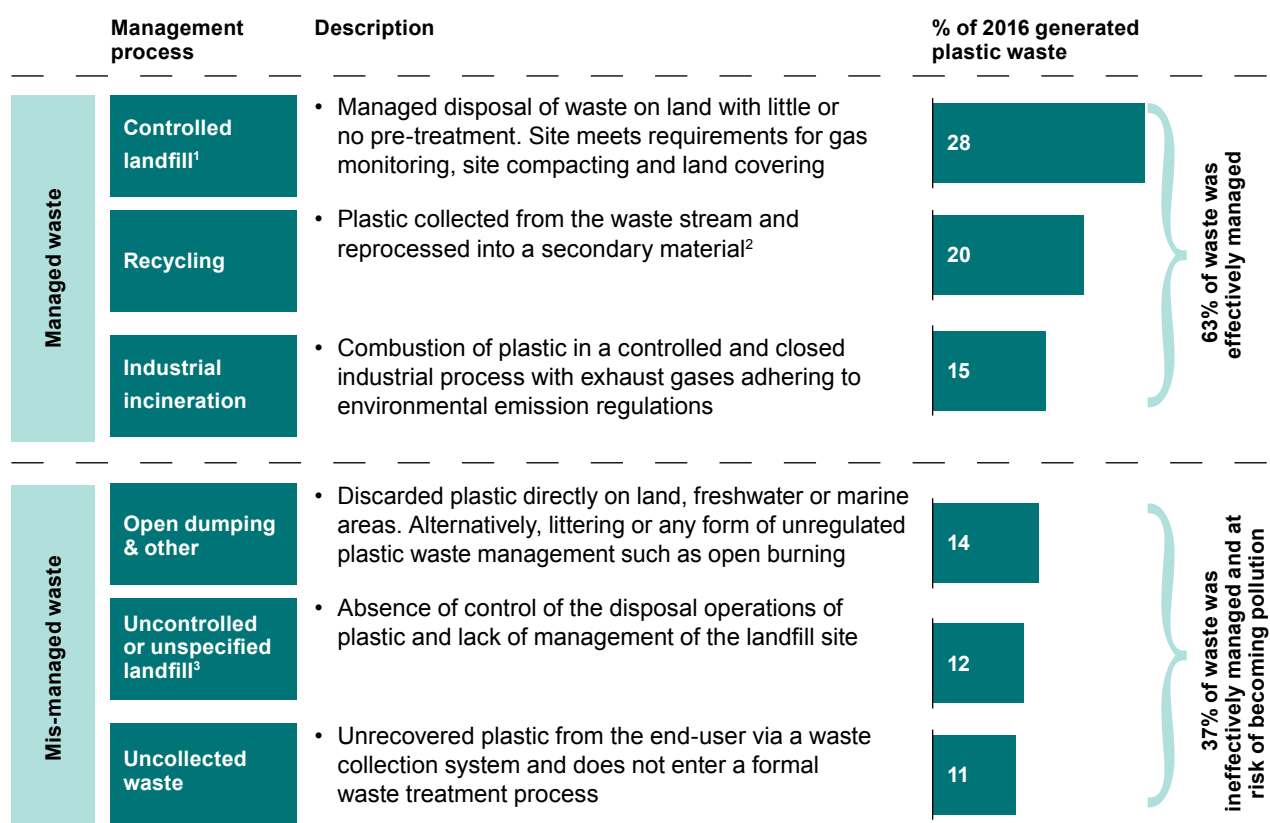 Management
process
Description
% of 2016 generated
plastic waste
Managed waste
Controlled
landfill¹
• Managed disposal of waste on land with little or
no pre-treatment. Site meets requirements for gas
monitoring, site compacting and land covering
28
Recycling
• Plastic collected from the waste stream and
reprocessed into a secondary material²
20
Industrial
incineration
• Combustion of plastic in a controlled and closed
industrial process with exhaust gases adhering to
environmental emission regulations
15
63% of waste was
effectively managed
Mis-managed waste
Open dumping
& other
• Discarded plastic directly on land, freshwater or marine
areas. Alternatively, littering or any form of unregulated
plastic waste management such as open burning
14
Uncontrolled
or unspecified
landfill³
• Absence of control of the disposal operations of
plastic and lack of management of the landfill site
12
Uncollected
waste
• Unrecovered plastic from the end-user via a waste
collection system and does not enter a formal
waste treatment process
11
37% of waste was
ineffectively managed and at
risk of becoming pollution